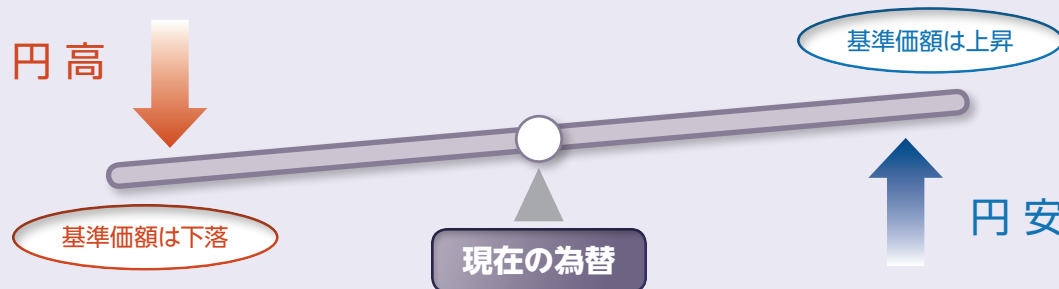 円高
基準価額は上昇
基準価額は下落
円安
現在の為替